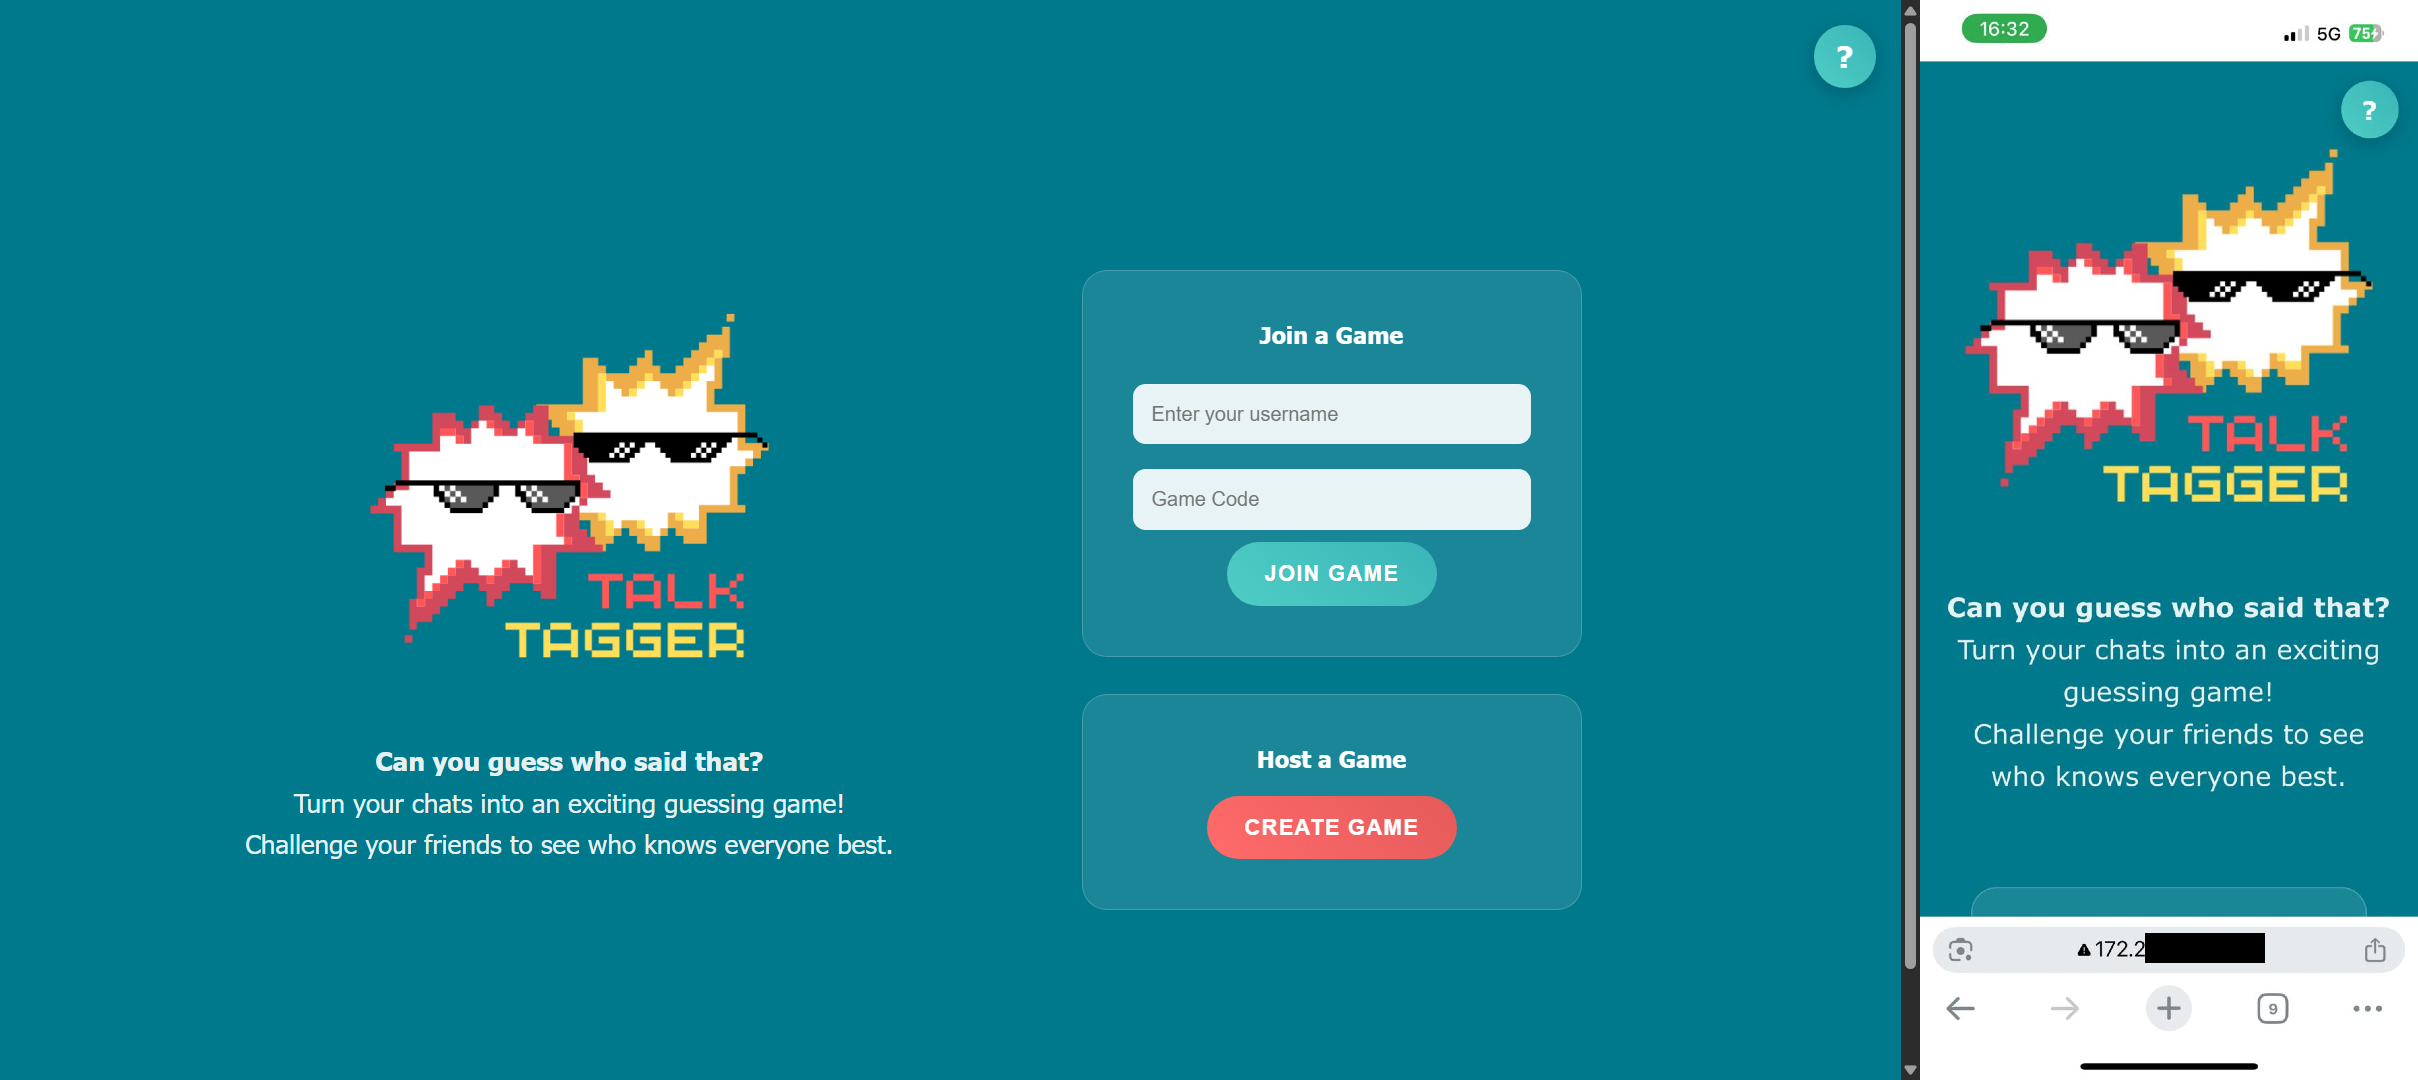 ?
TALK
TAGGER
Can you guess who said that?
Turn your chats into an exciting guessing game!
Challenge your friends to see who knows everyone best.
Join a Game
Enter your username
Game Code
JOIN GAME
Host a Game
CREATE GAME
16:32
5G 75
?
TALK
TAGGER
Can you guess who said that?
Turn your chats into an exciting
guessing game!
Challenge your friends to see
who knows everyone best.
172.2
9